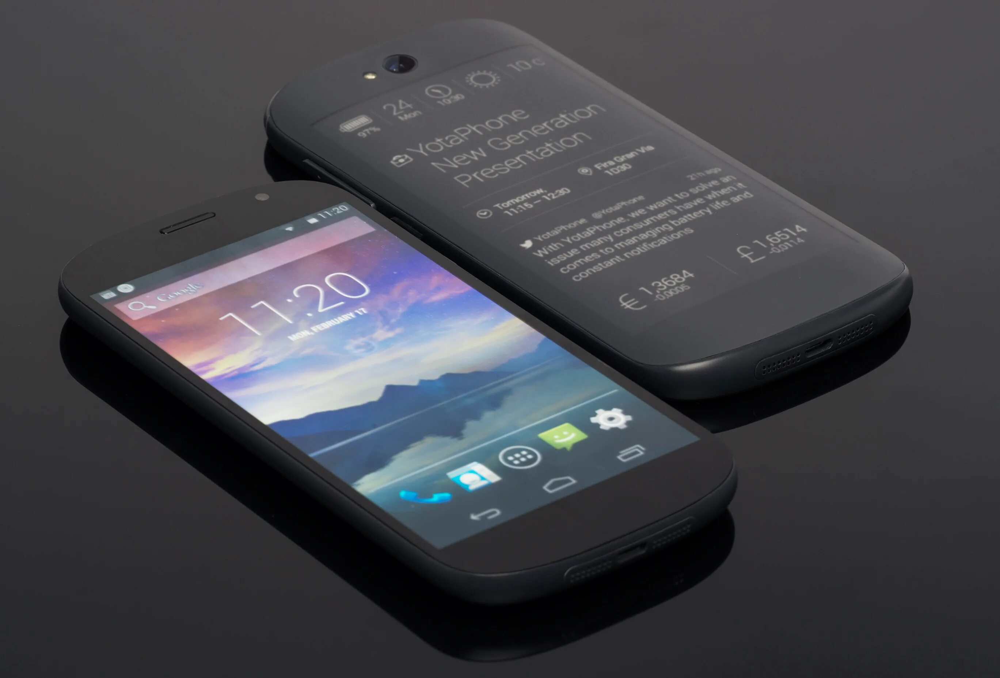 11:20
Google
11:20
MON, FEBRUARY 17
97%
24
Mon
10:30
10 c
YotaPhone
New Generation
Presentation
Tomorrow,
11:15 – 12:30
Fira Gran Via
1D30
YotaPhone @YotaPhone
21h ago
With YotaPhone, we want to solve an
issue many consumers have when it
comes to managing battery life and
constant notifications
€ 1,3684
-0,0005
£ 1,6514
-0,0114